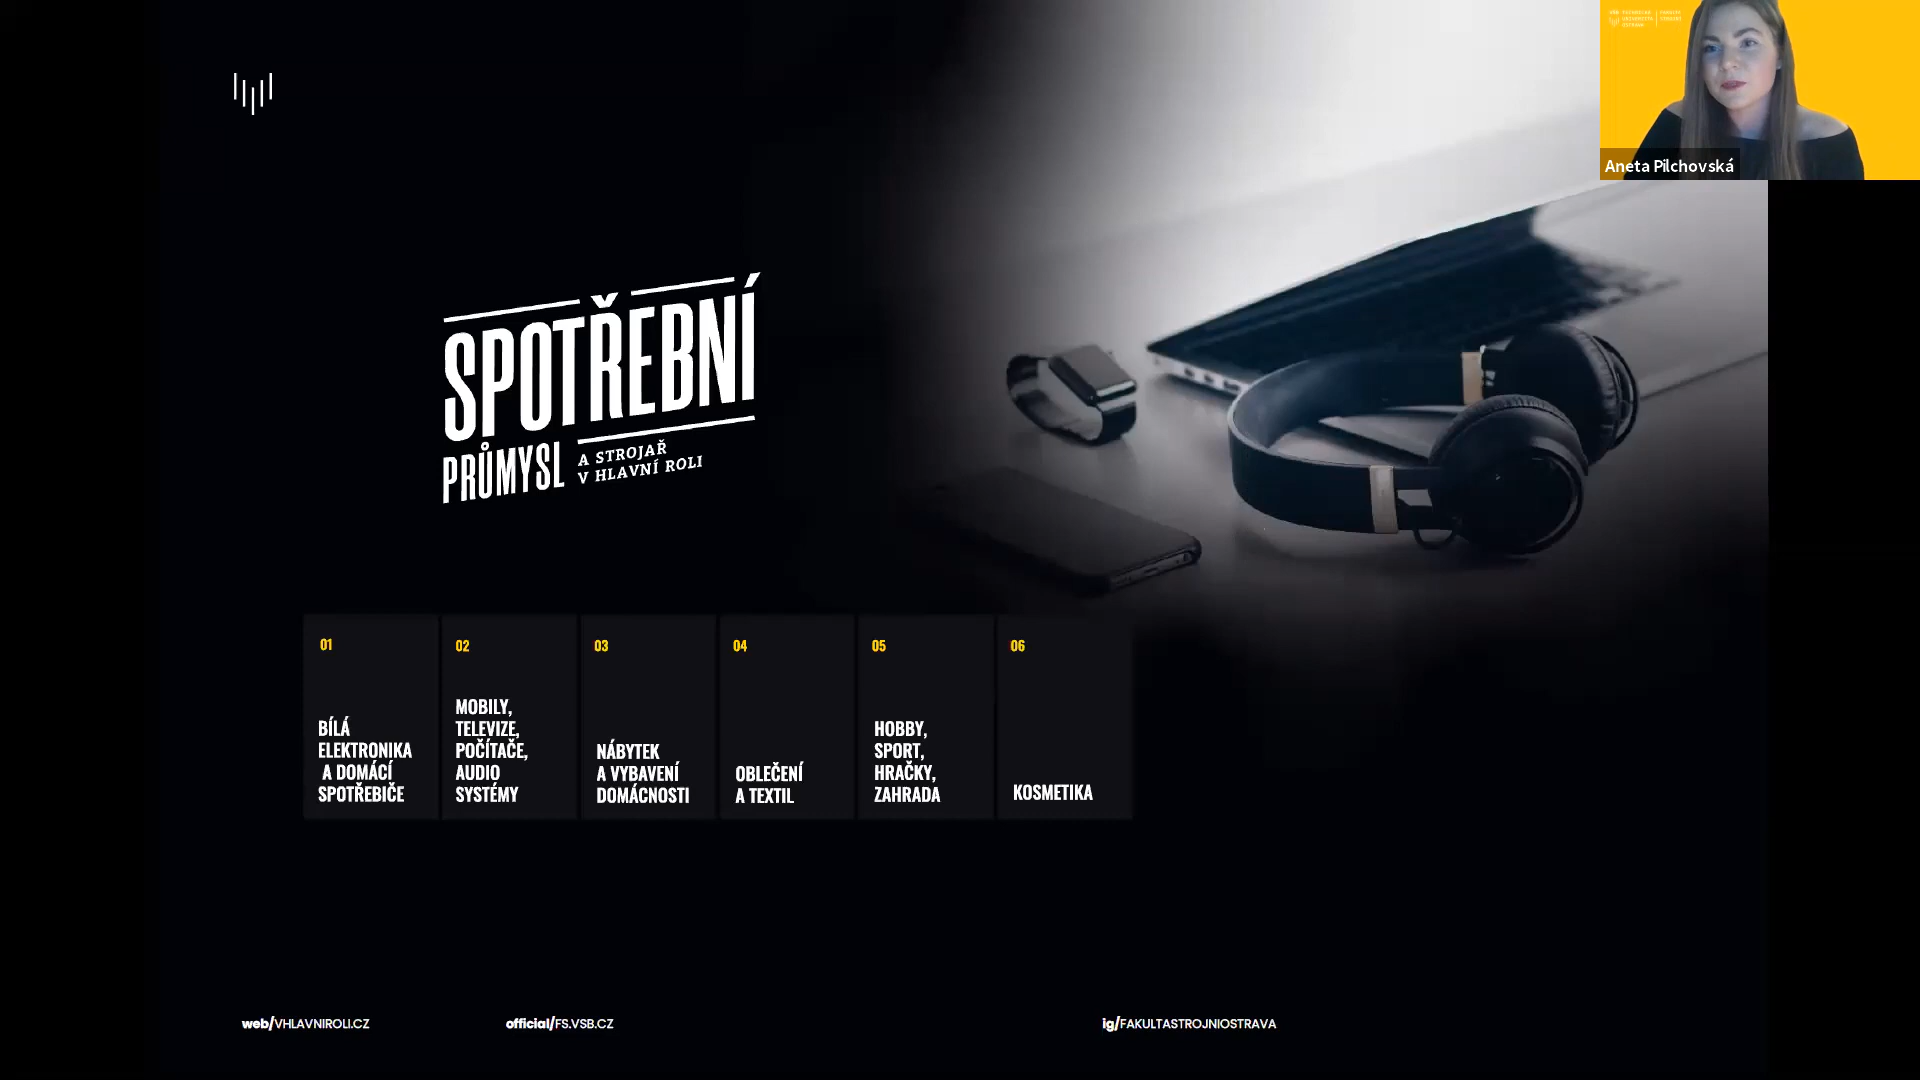 SPOTŘEBNÍ
PRŮMYSL
A STROJAŘ
V HLAVNÍ ROLI
01
BÍLÁ
ELEKTRONIKA
A DOMÁCÍ
SPOTŘEBIČE
02
MOBILY,
TELEVIZE,
POČÍTAČE,
AUDIO
SYSTÉMY
03
NÁBYTEK
A VYBAVENÍ
DOMÁCNOSTI
04
OBLEČENÍ
A TEXTIL
05
HOBBY,
SPORT,
HRAČKY,
ZAHRADA
06
KOSMETIKA
web/VHLAVNIROLI.CZ
official/FS.VSB.CZ
ig/FAKULTASTROJNIOSTRAVA
Aneta Pilchovská